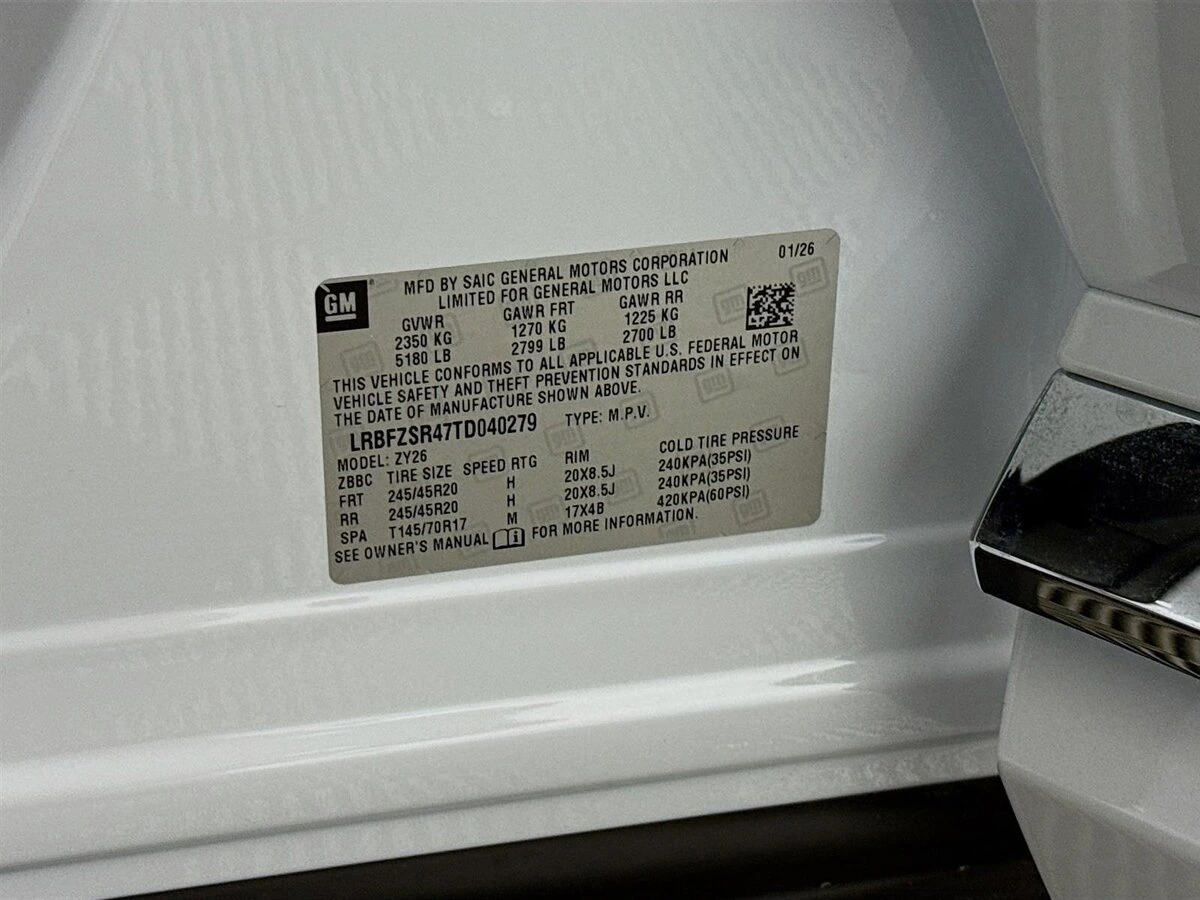 GM
MFD BY SAIC GENERAL MOTORS CORPORATION 01/26
LIMITED FOR GENERAL MOTORS LLC
GVWR GAWR FRT GAWR RR
2350 KG 1270 KG 1225 KG
5180 LB 2799 LB 2700 LB
THIS VEHICLE CONFORMS TO ALL APPLICABLE U.S. FEDERAL MOTOR
VEHICLE SAFETY AND THEFT PREVENTION STANDARDS IN EFFECT ON
THE DATE OF MANUFACTURE SHOWN ABOVE.
LRBFZSR47TD040279 TYPE: M.P.V.
MODEL: ZY26
ZBBC TIRE SIZE SPEED RTG RIM COLD TIRE PRESSURE
FRT 245/45R20 H 20X8.5J 240KPA(35PSI)
RR 245/45R20 H 20X8.5J 240KPA(35PSI)
SPA T145/70R17 M 17X4B 420KPA(60PSI)
SEE OWNER'S MANUAL FOR MORE INFORMATION.